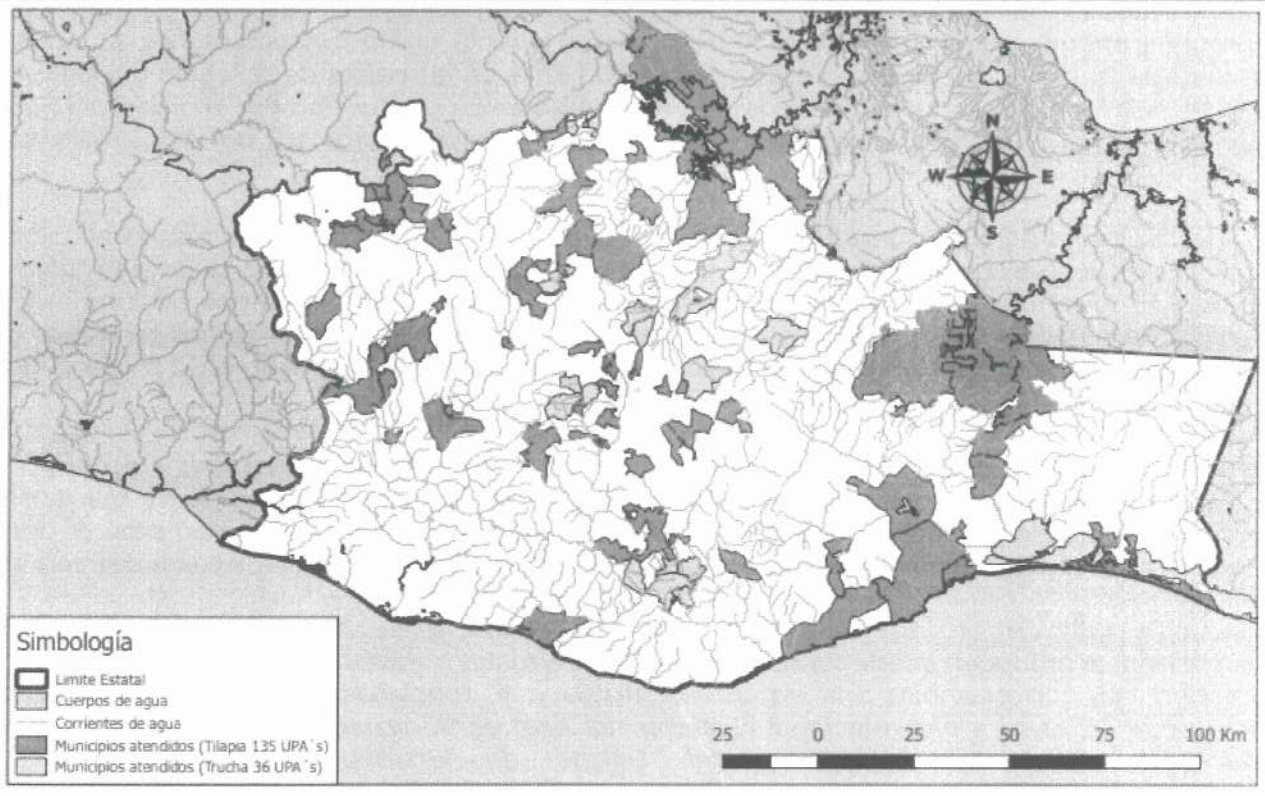 N
W E
S
Simbología
Limite Estatal
Cuerpos de agua
Corrientes de agua
Municipios atendidos (Tilapia 135 UPA´s)
Municipios atendidos (Trucha 36 UPA´s)
25 0 25 50 75 100 Km